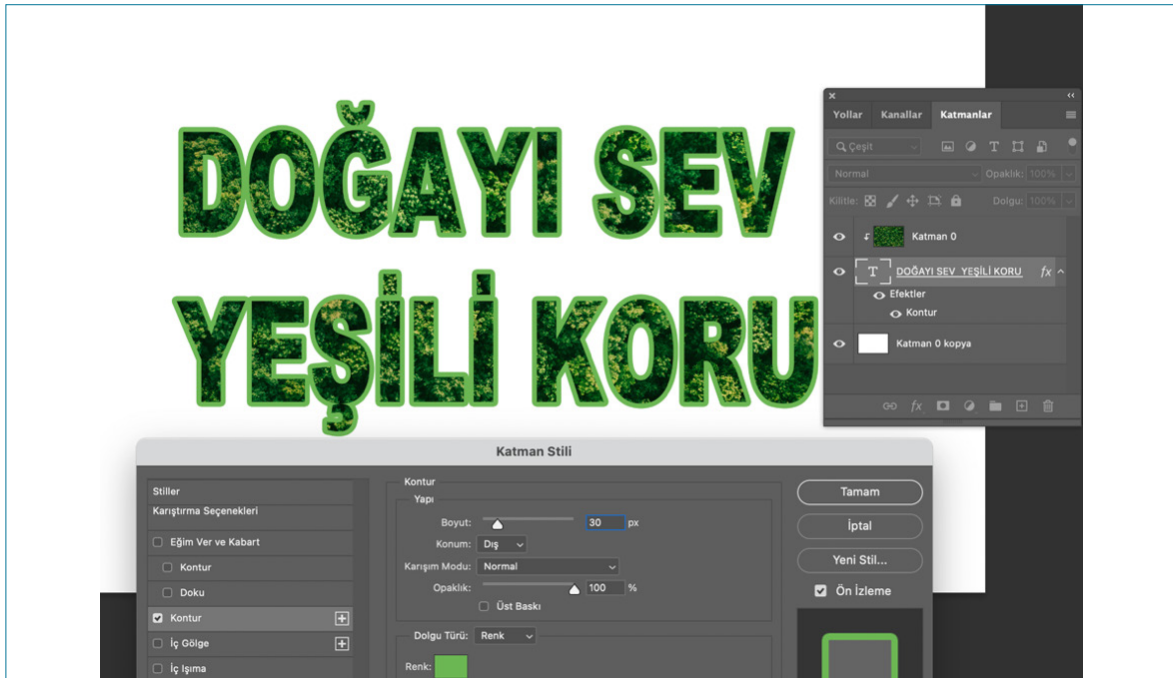 DOĞAYI SEV
YEŞİLİ KORU
Yollar Kanallar Katmanlar
Çeşit
Normal Opaklık: 100%
Kilitle: Dolgu: 100%
Katman 0
T DOĞAYI SEV YEŞİLİ KORU fx
Efektler
Kontur
Katman 0 kopya
fx
Katman Stili
Stiller
Karıştırma Seçenekleri
Eğim Ver ve Kabart
Kontur
Doku
Kontur
İç Gölge
İç Işıma
Kontur
Yapı
Boyut: 30 px
Konum: Dış
Karışım Modu: Normal
Opaklık: 100 %
Üst Baskı
Dolgu Türü: Renk
Renk:
Tamam
İptal
Yeni Stil...
Ön İzleme